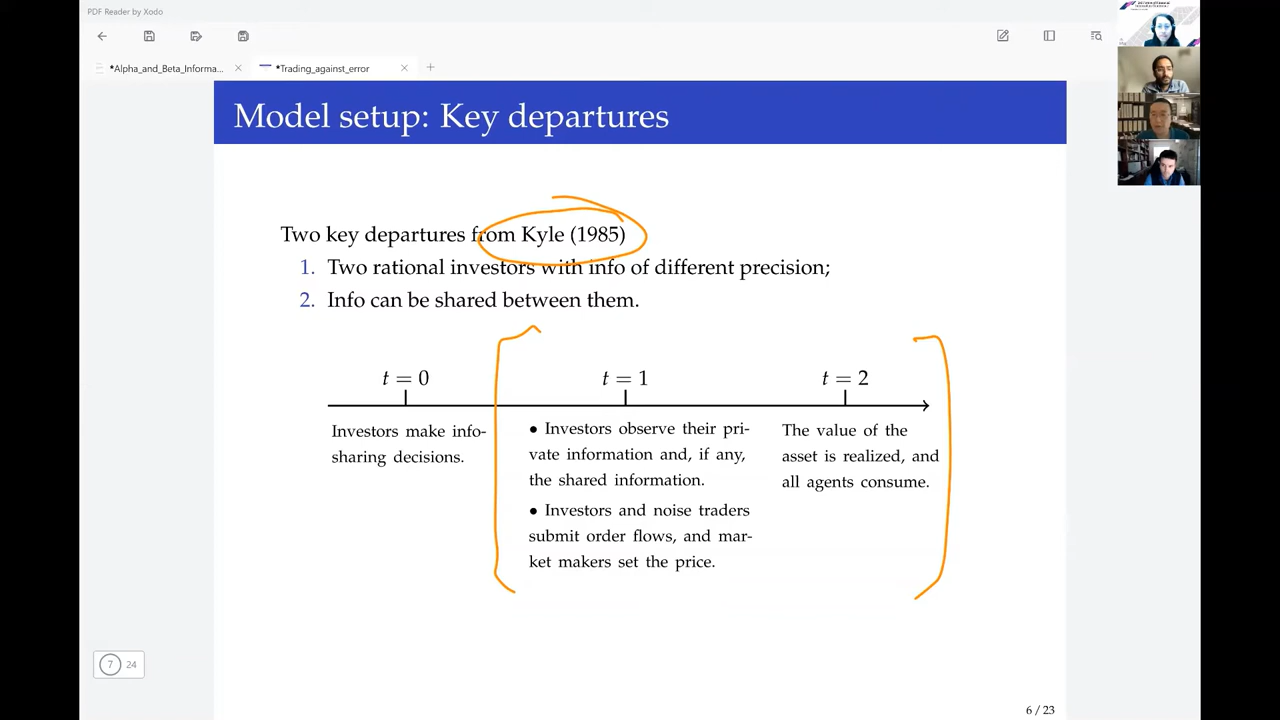 PDF Reader by Xodo
*Alpha_and_Beta_Informa...
*Trading_against_error
Model setup: Key departures
Two key departures from Kyle (1985)
1. Two rational investors with info of different precision;
2. Info can be shared between them.
t = 0
t = 1
t = 2
Investors make info-
sharing decisions.
• Investors observe their pri-
vate information and, if any,
the shared information.
• Investors and noise traders
submit order flows, and mar-
ket makers set the price.
The value of the
asset is realized, and
all agents consume.
7 24
6 / 23